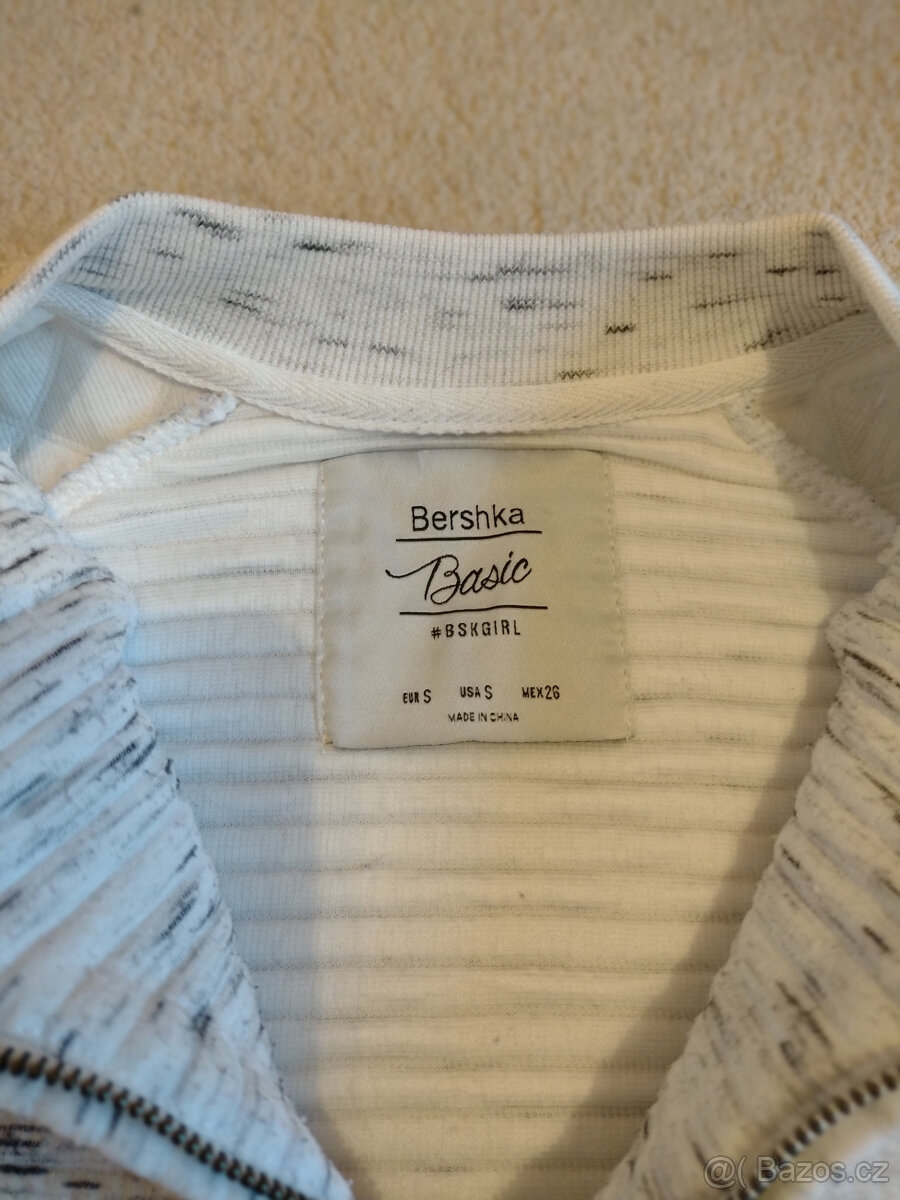 Bershka
Basic
#BSKGIRL
EUR S USA S MEX 26
MADE IN CHINA
@( Bazos.cz